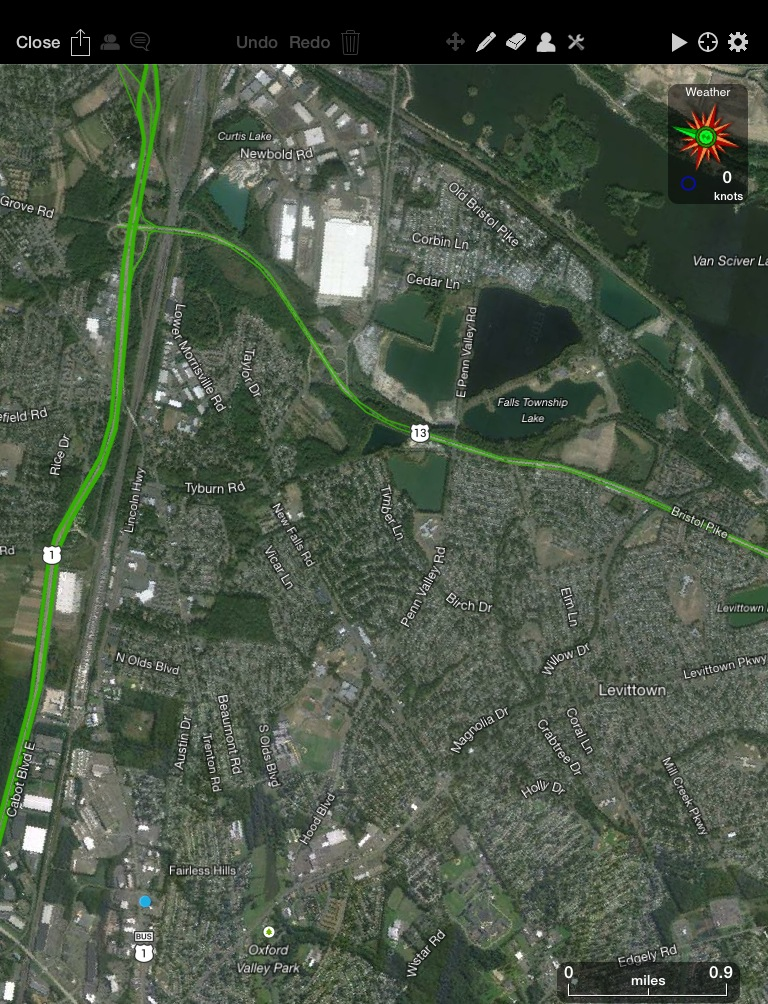 Close
Undo Redo
Weather
0
knots
Curtis Lake
Newbold Rd
Grove Rd
Old Bristol Pike
Corbin Ln
Van Sciver La
Cedar Ln
Lower Morrisville Rd
Taylor Dr
E Penn Valley Rd
Falls Township
Lake
efield Rd
13
Rice Dr
Lincoln Hwy
Tyburn Rd
Timber Ln
New Falls Rd
Bristol Pike
Rd
1
Vicar Ln
Penn Valley Rd
Birch Dr
Elm Ln
Levittown
N Olds Blvd
Willow Dr
Levittown Pkwy
Levittown
Austin Dr
Beaumont Rd
Trenton Rd
S Olds Blvd
Magnolia Dr
Coral Ln
Crabtree Dr
Cabot Blvd E
Holly Dr
Mill Creek Pkwy
Hood Blvd
Fairless Hills
BUS
1
Oxford
Valley Park
Wistar Rd
Edgely Rd
0 0.9
miles